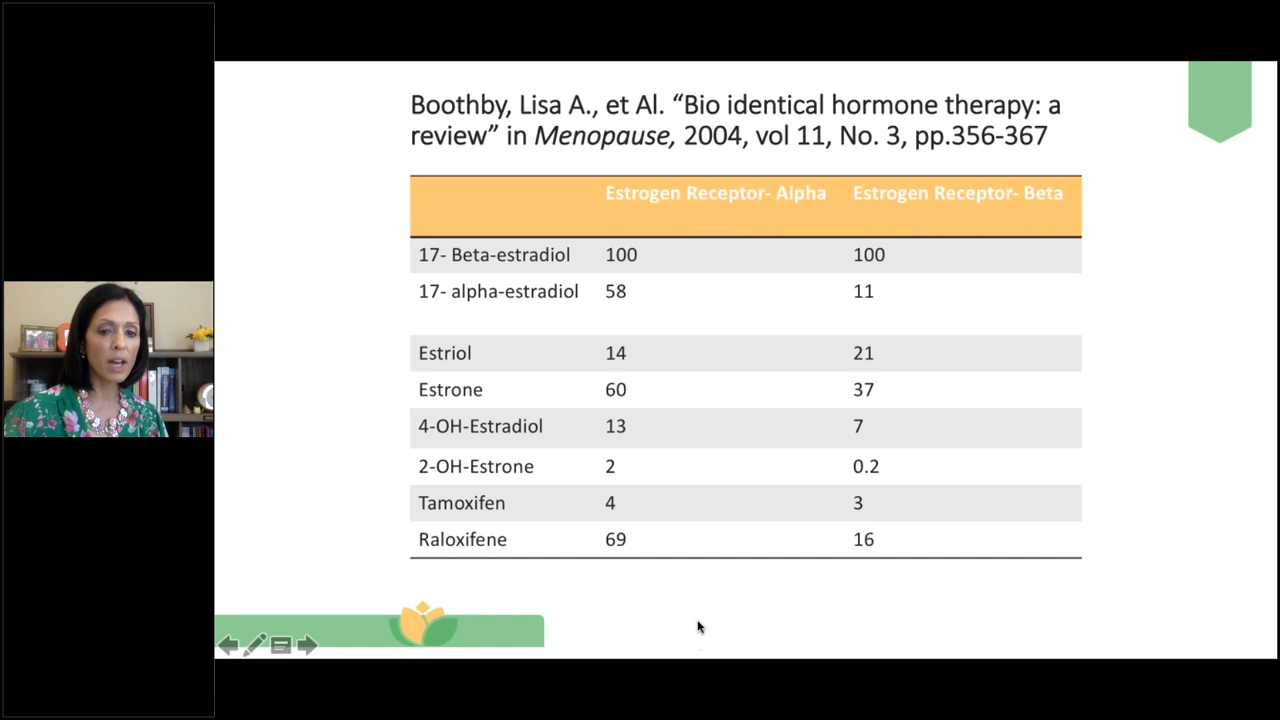 Boothby, Lisa A., et Al. “Bio identical hormone therapy: a
review” in Menopause, 2004, vol 11, No. 3, pp.356-367
Estrogen Receptor- Alpha Estrogen Receptor- Beta
17- Beta-estradiol 100 100
17- alpha-estradiol 58 11
Estriol 14 21
Estrone 60 37
4-OH-Estradiol 13 7
2-OH-Estrone 2 0.2
Tamoxifen 4 3
Raloxifene 69 16